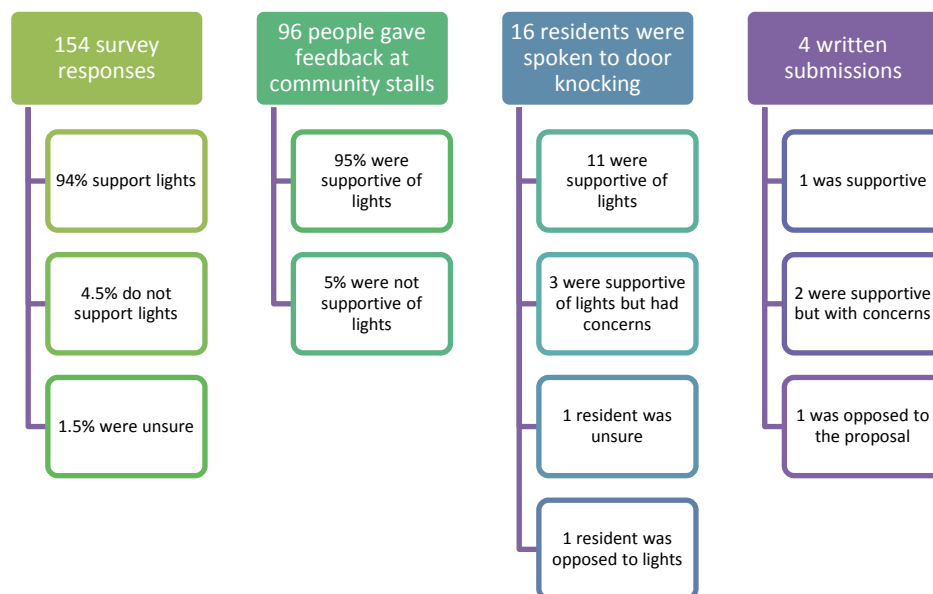 154 survey
responses
94% support lights
4.5% do not
support lights
1.5% were unsure
96 people gave
feedback at
community stalls
95% were
supportive of
lights
5% were not
supportive of
lights
16 residents were
spoken to door
knocking
11 were
supportive of
lights
3 were supportive
of lights but had
concerns
1 resident was
unsure
1 resident was
opposed to lights
4 written
submissions
1 was supportive
2 were supportive
but with concerns
1 was opposed to
the proposal